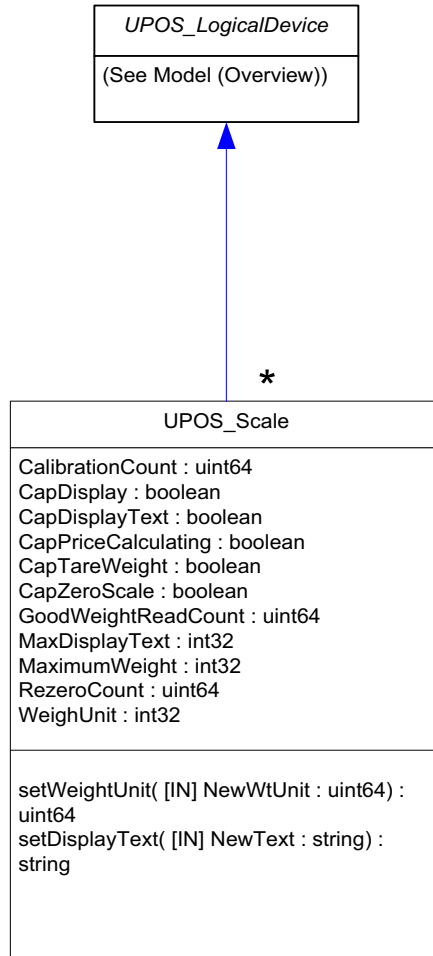 UPOS_LogicalDevice
(See Model (Overview))
*
UPOS_Scale
CalibrationCount : uint64
CapDisplay : boolean
CapDisplayText : boolean
CapPriceCalculating : boolean
CapTareWeight : boolean
CapZeroScale : boolean
GoodWeightReadCount : uint64
MaxDisplayText : int32
MaximumWeight : int32
RezeroCount : uint64
WeighUnit : int32
setWeightUnit( [IN] NewWtUnit : uint64) :
uint64
setDisplayText( [IN] NewText : string) :
string